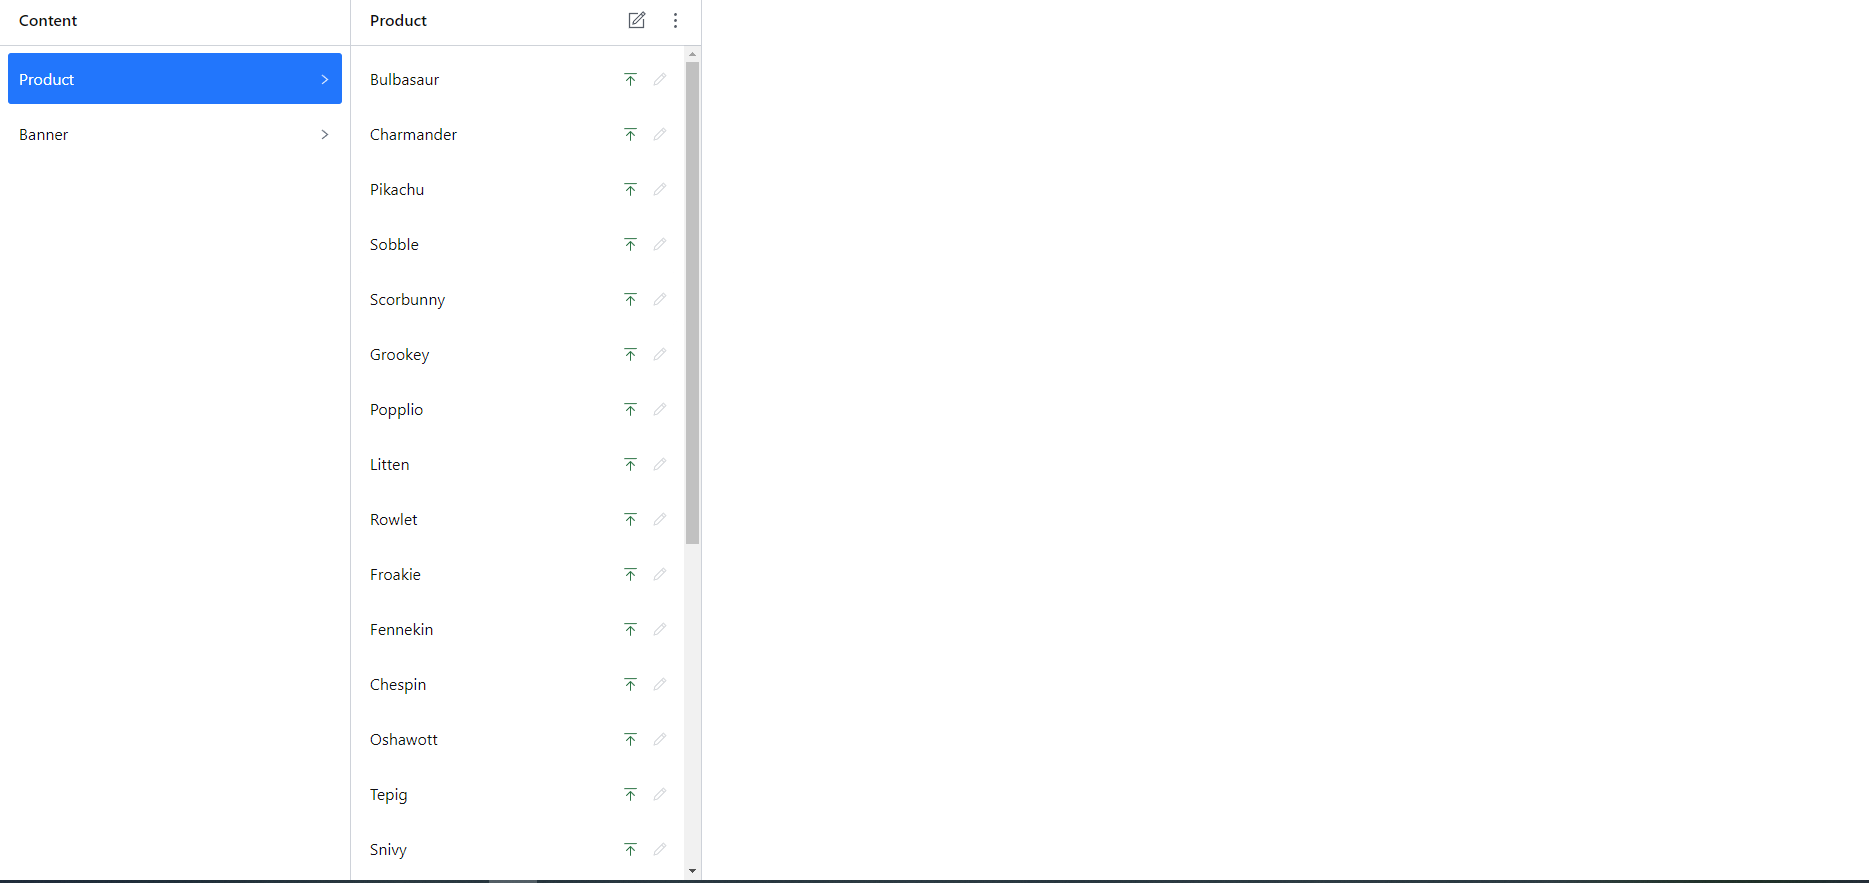 Content
Product
Banner
Product
Bulbasaur
Charmander
Pikachu
Sobble
Scorbunny
Grookey
Popplio
Litten
Rowlet
Froakie
Fennekin
Chespin
Oshawott
Tepig
Snivy